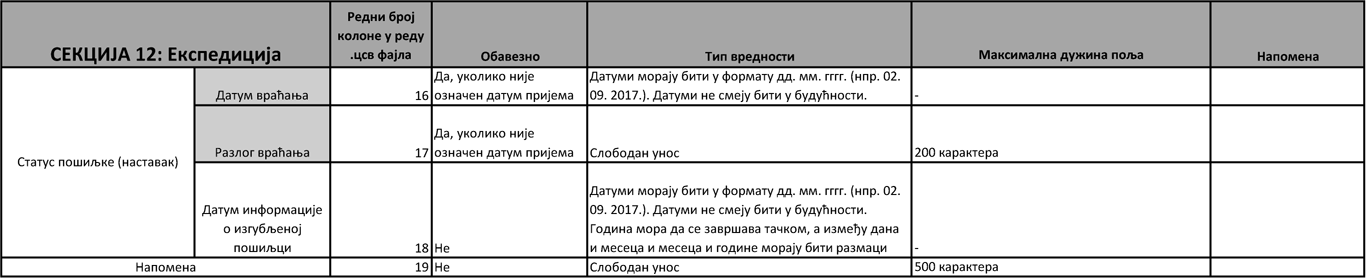 СЕКЦИЈА 12: Експедиција
Редни број
колоне у реду
.цсв фајла
Обавезно
Тип вредности
Максимална дужина поља
Напомена
Статус пошиљке (наставак)
Датум враћања
16
Да, уколико није
означен датум пријема
Датуми морају бити у формату дд. мм. гггг. (нпр. 02.
09. 2017.). Датуми не смеју бити у будућности.
-
Разлог враћања
17
Да, уколико није
означен датум пријема
Слободан унос
200 карактера
Датум информације
о изгубљеној
пошиљци
18
Не
Датуми морају бити у формату дд. мм. гггг. (нпр. 02.
09. 2017.). Датуми не смеју бити у будућности.
Година мора да се завршава тачком, а између дана
и месеца и месеца и године морају бити размаци
-
Напомена
19
Не
Слободан унос
500 карактера